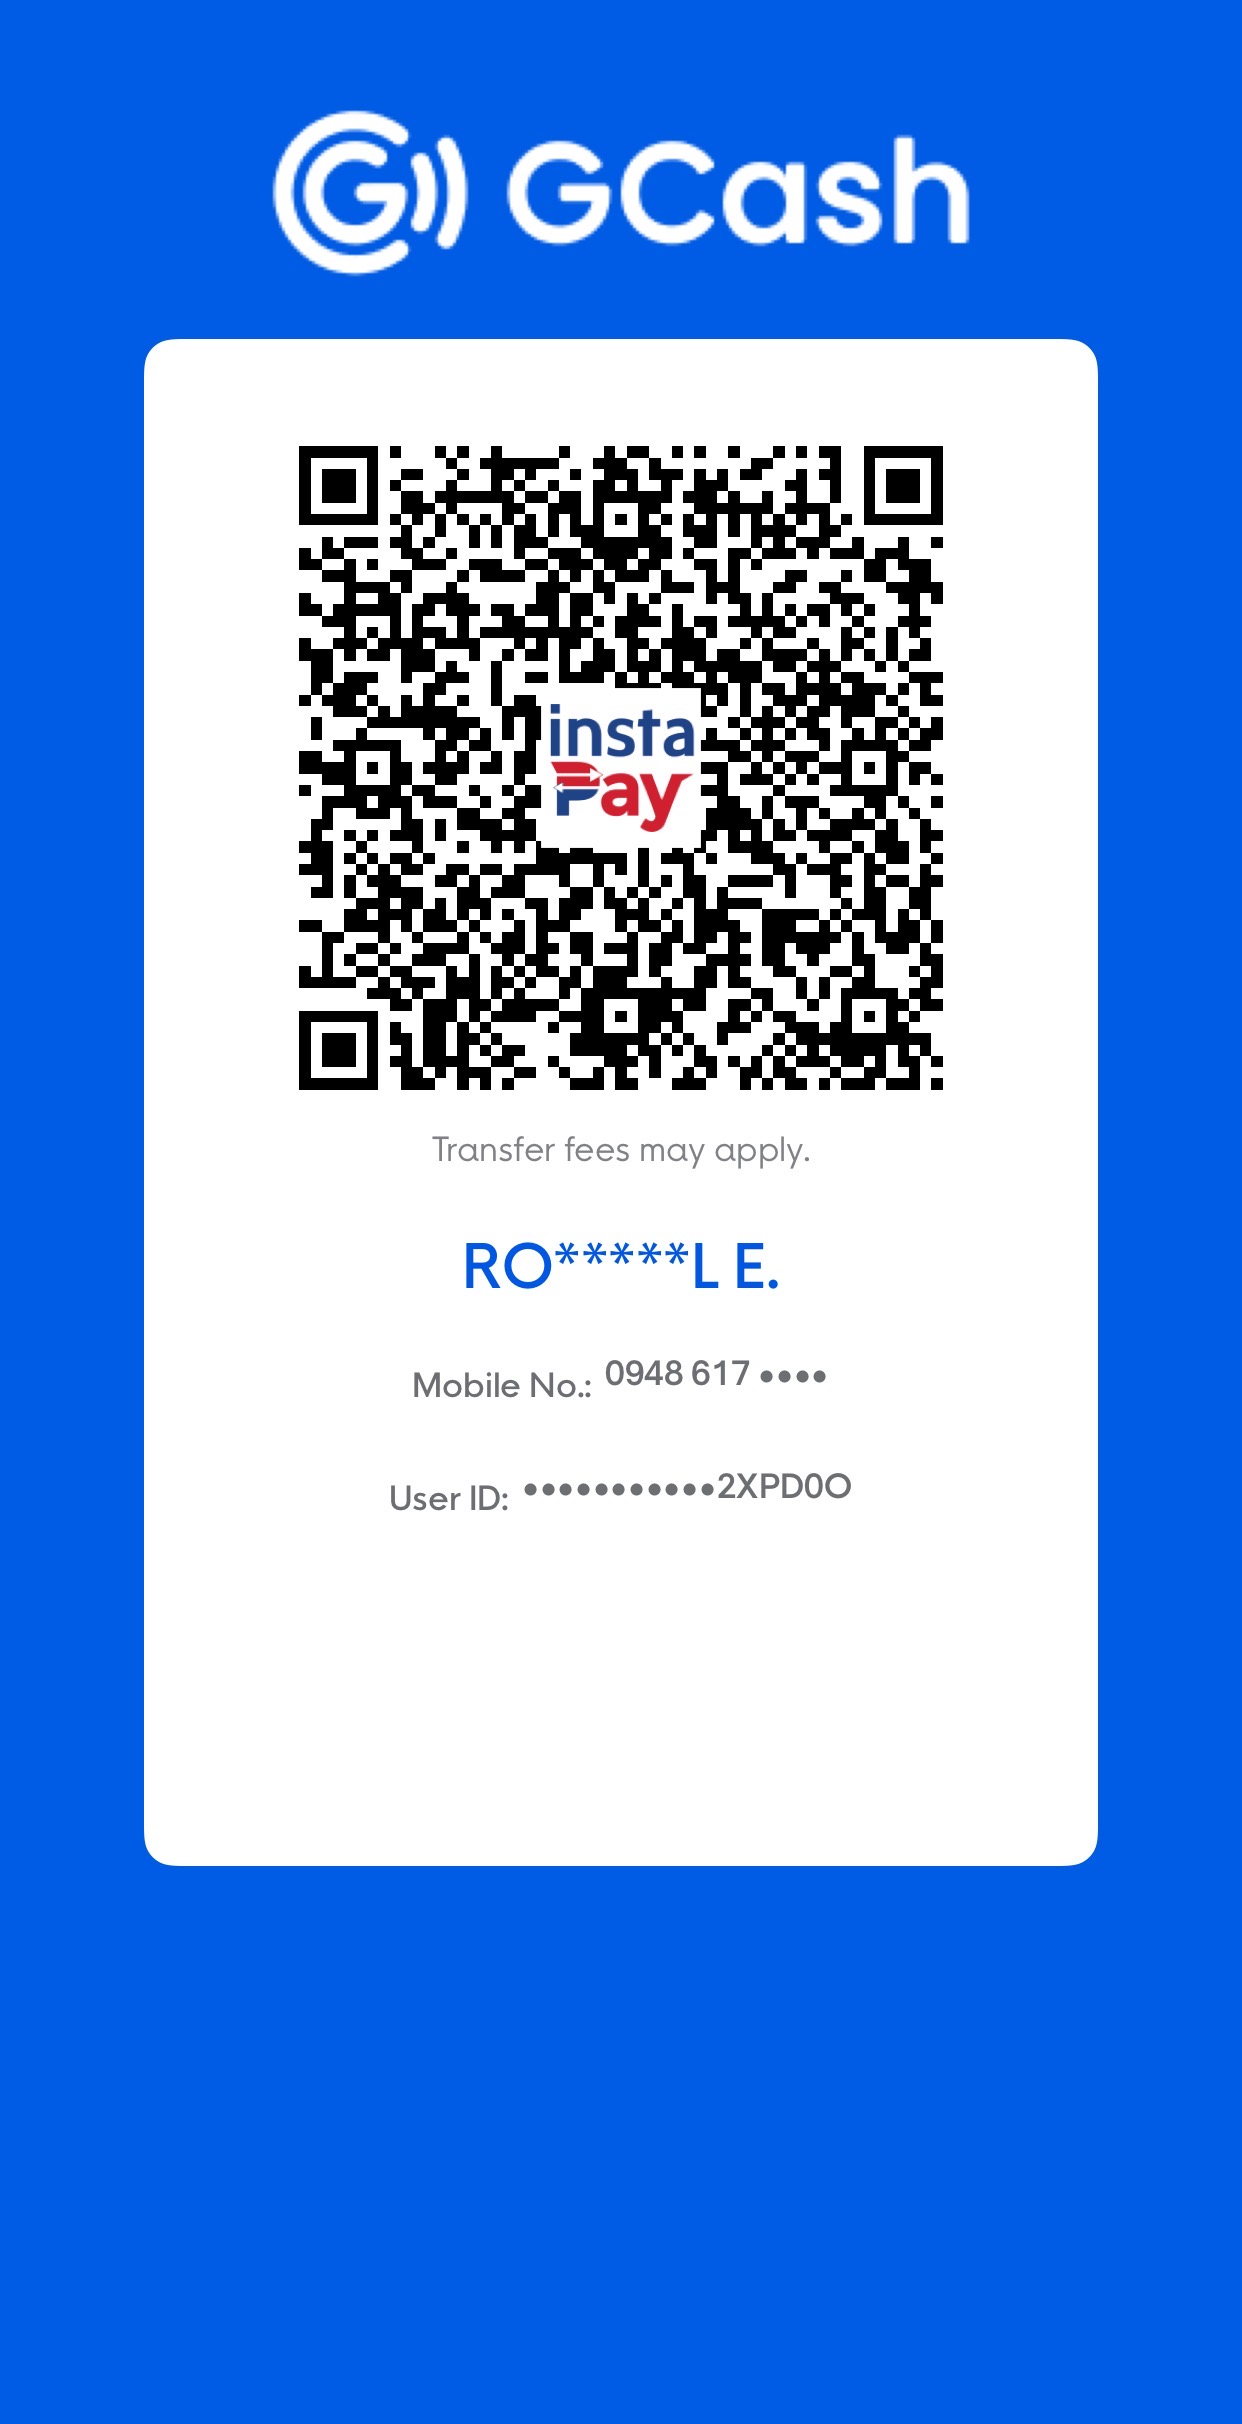 GCash
insta
Pay
Transfer fees may apply.
RO*****L E.
Mobile No.: 0948 617 ••••
User ID: •••••••••••2XPD0O